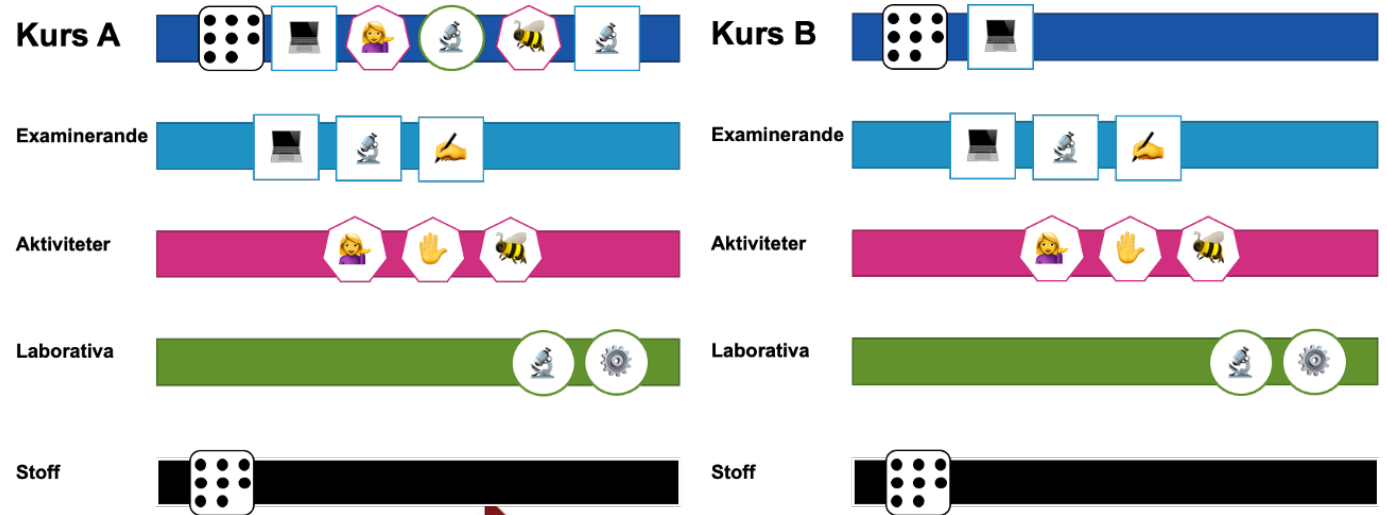 Kurs A
Examinerande
Aktiviteter
Laborativa
Stoff
Kurs B
Examinerande
Aktiviteter
Laborativa
Stoff